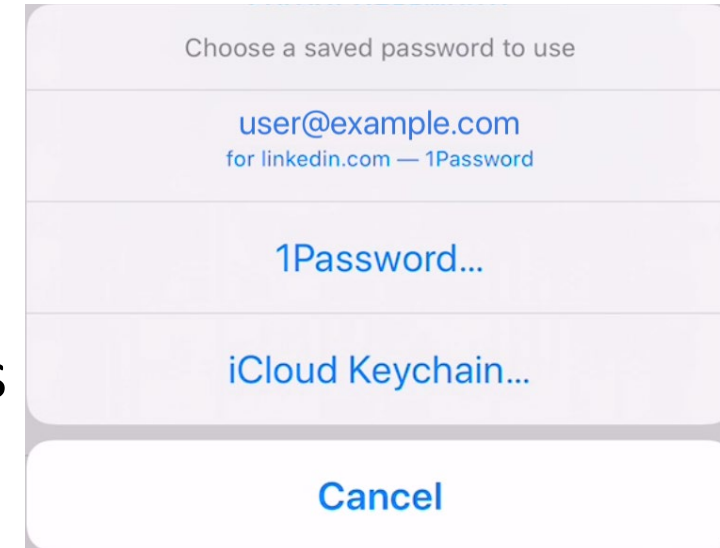 Choose a saved password to use
user@example.com
for linkedin.com — 1Password
1Password...
iCloud Keychain...
Cancel